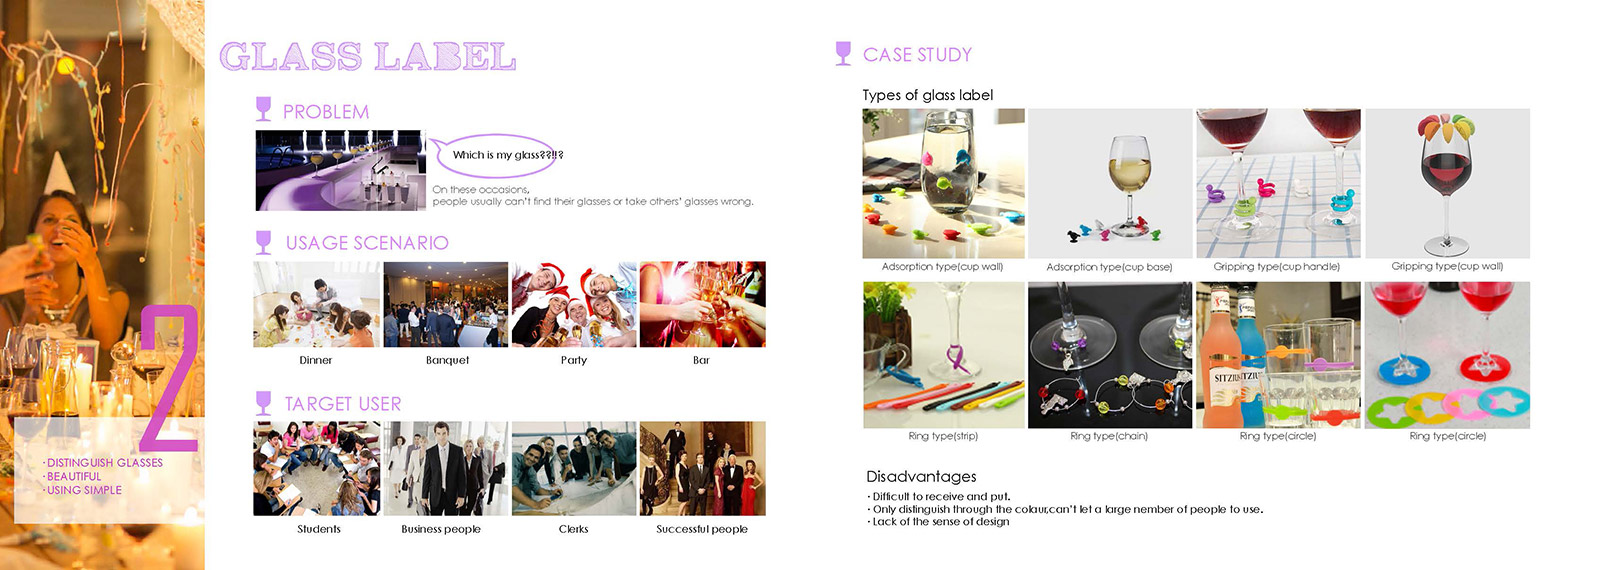 2
· DISTINGUISH GLASSES
· BEAUTIFUL
· USING SIMPLE
GLASS LABEL
PROBLEM
Which is my glass??!!?
On these occasions,
people usually can't find their glasses or take others' glasses wrong.
USAGE SCENARIO
Dinner
Banquet
Party
Bar
TARGET USER
Students
Business people
Clerks
Successful people
CASE STUDY
Types of glass label
Adsorption type(cup wall)
Adsorption type(cup base)
Gripping type(cup handle)
Gripping type(cup wall)
SITZIU
SITZIU
Ring type(strip)
Ring type(chain)
Ring type(circle)
Ring type(circle)
Disadvantages
· Difficult to receive and put.
· Only distinguish through the colaur,can't let a large nember of people to use.
· Lack of the sense of design